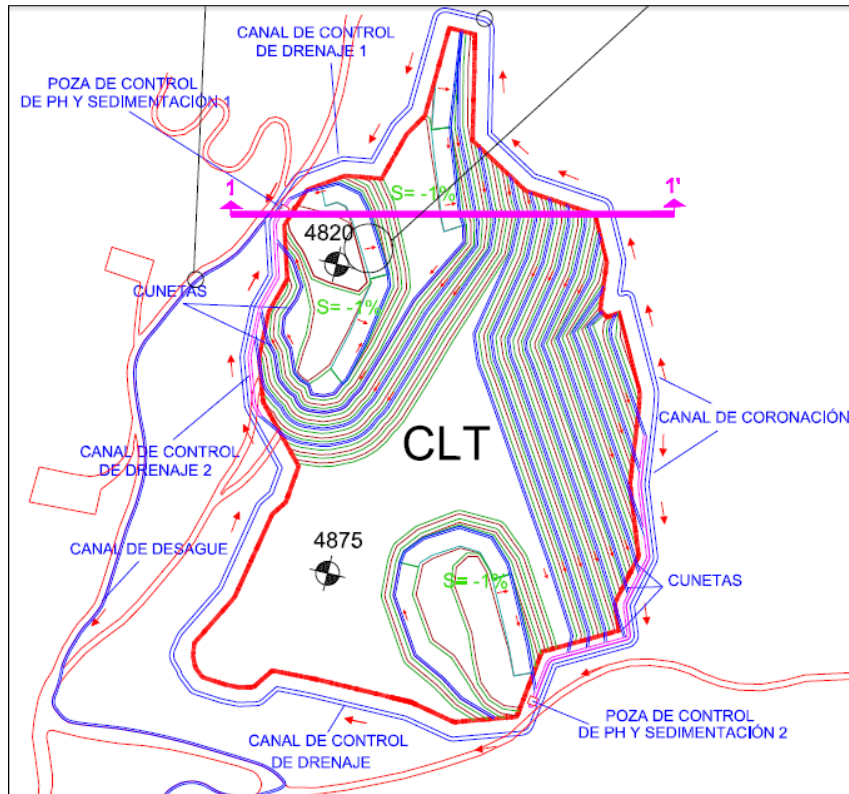 CANAL DE CONTROL
DE DRENAJE 1
POZA DE CONTROL
DE PH Y SEDIMENTACIÓN 1
1
1'
S= -1%
4820
CUNETAS
S= -1%
CANAL DE CORONACIÓN
CLT
CANAL DE CONTROL
DE DRENAJE 2
4875
CANAL DE DESAGUE
S= -1%
CUNETAS
POZA DE CONTROL
DE PH Y SEDIMENTACIÓN 2
CANAL DE CONTROL
DE DRENAJE